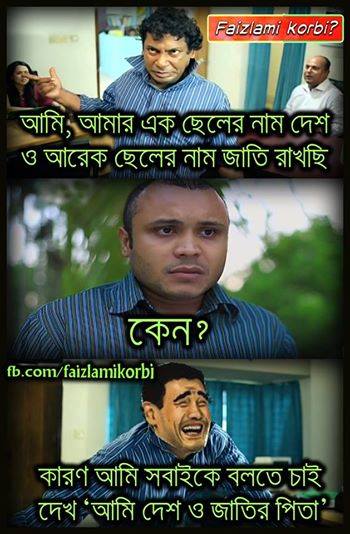 Faizlami korbi?
আমি, আমার এক ছেলের নাম দেশ
ও আরেক ছেলের নাম জাতি রাখছি
কেন?
fb.com/faizlamikorbi
কারণ আমি সবাইকে বলতে চাই
দেখ ‘আমি দেশ ও জাতির পিতা’